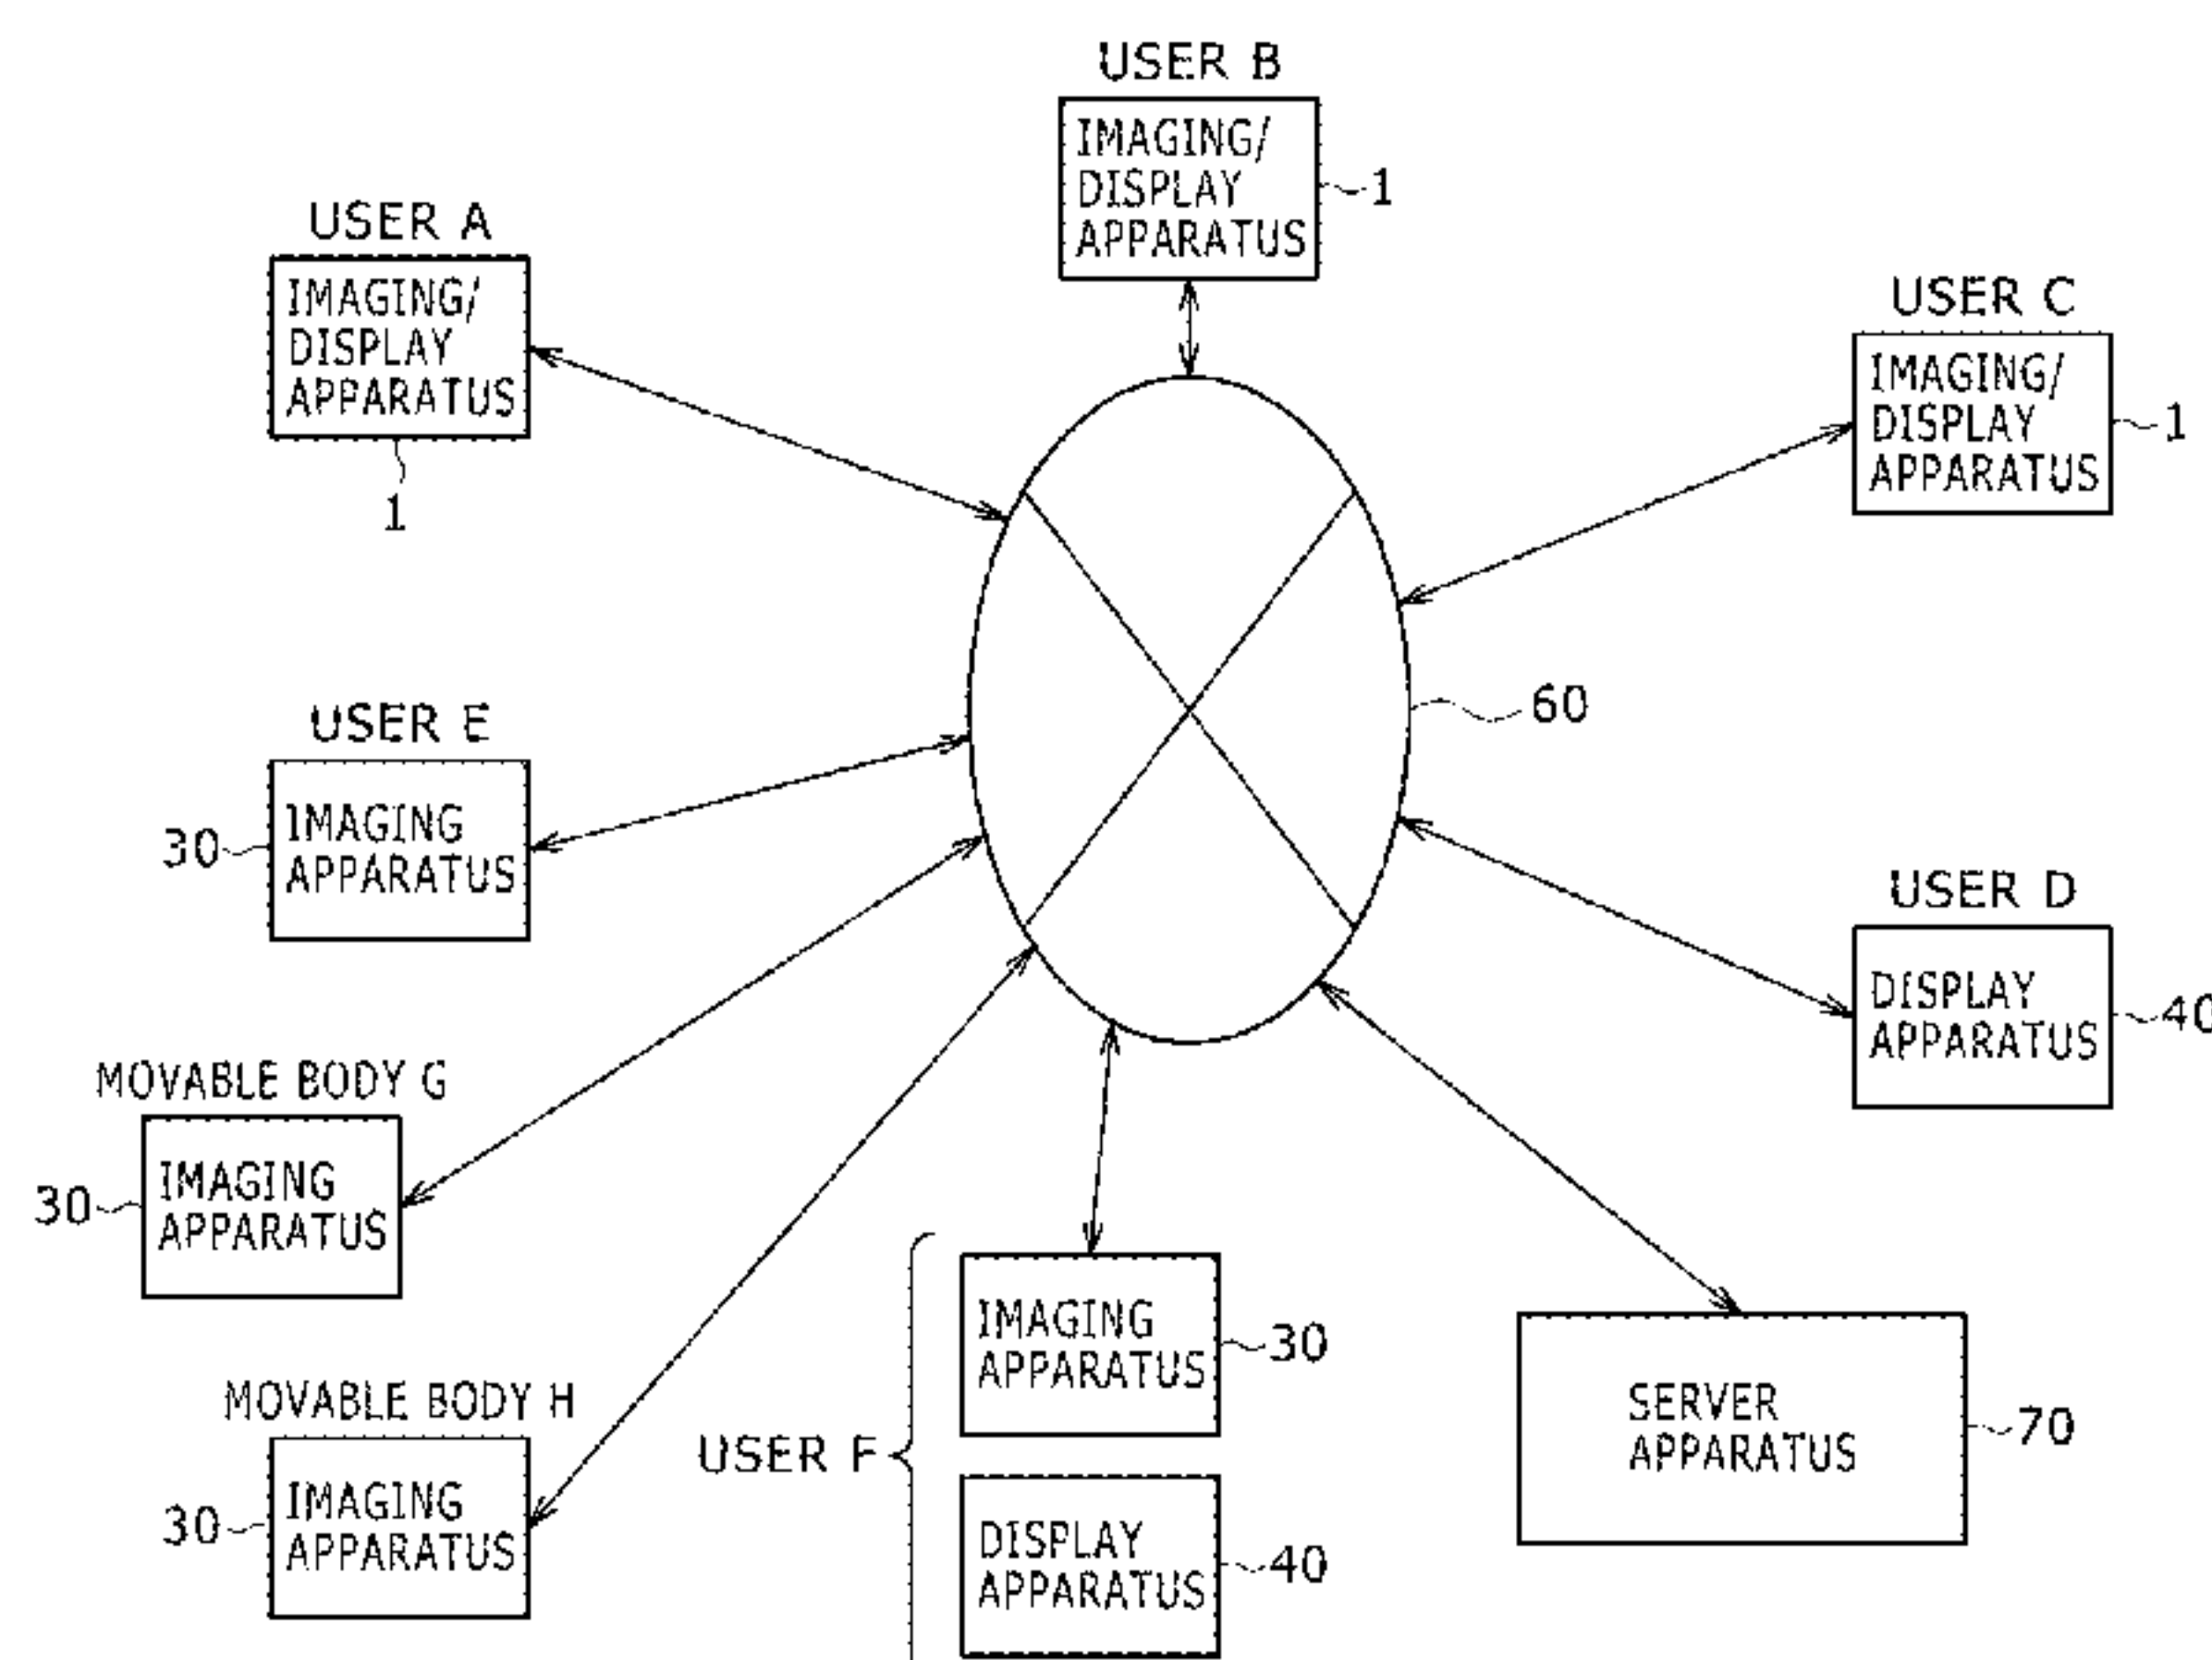 USER B
IMAGING/
DISPLAY
APPARATUS
1
USER A
IMAGING/
DISPLAY
APPARATUS
1
USER C
IMAGING/
DISPLAY
APPARATUS
1
60
USER E
IMAGING
APPARATUS
30
USER D
DISPLAY
APPARATUS
40
MOVABLE BODY G
IMAGING
APPARATUS
30
MOVABLE BODY H
IMAGING
APPARATUS
30
USER F
IMAGING
APPARATUS
30
DISPLAY
APPARATUS
40
SERVER
APPARATUS
70